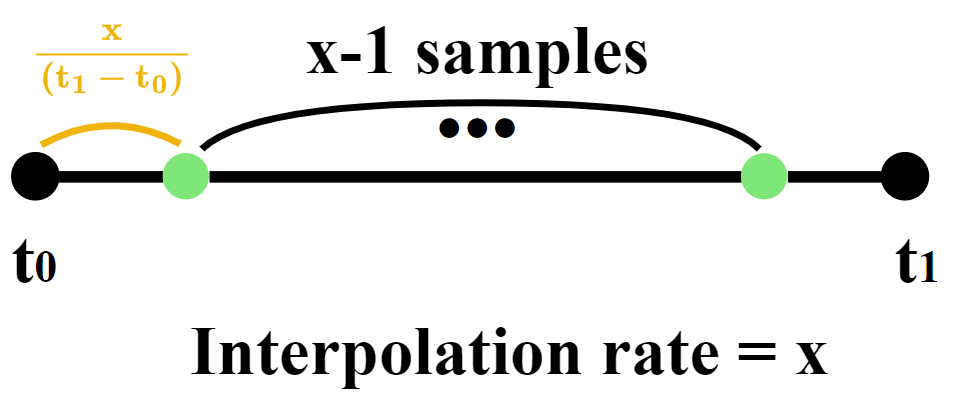 x
(t₁ − t₀)
x-1 samples
•••
t₀
t₁
Interpolation rate = x